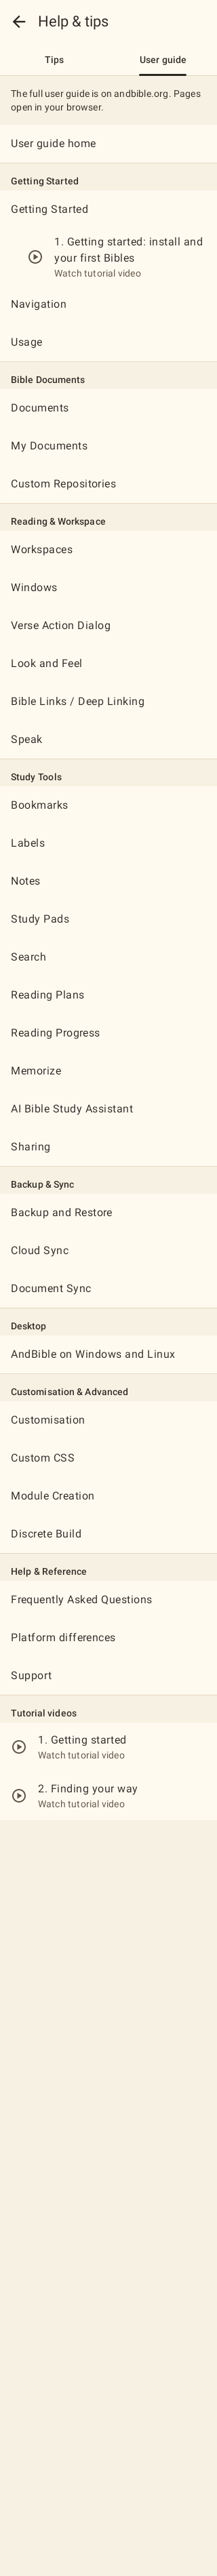 Help & tips
Tips
User guide
The full user guide is on andbible.org. Pages
open in your browser.
User guide home
Getting Started
Getting Started
1. Getting started: install and
your first Bibles
Watch tutorial video
Navigation
Usage
Bible Documents
Documents
My Documents
Custom Repositories
Reading & Workspace
Workspaces
Windows
Verse Action Dialog
Look and Feel
Bible Links / Deep Linking
Speak
Study Tools
Bookmarks
Labels
Notes
Study Pads
Search
Reading Plans
Reading Progress
Memorize
AI Bible Study Assistant
Sharing
Backup & Sync
Backup and Restore
Cloud Sync
Document Sync
Desktop
AndBible on Windows and Linux
Customisation & Advanced
Customisation
Custom CSS
Module Creation
Discrete Build
Help & Reference
Frequently Asked Questions
Platform differences
Support
Tutorial videos
1. Getting started
Watch tutorial video
2. Finding your way
Watch tutorial video